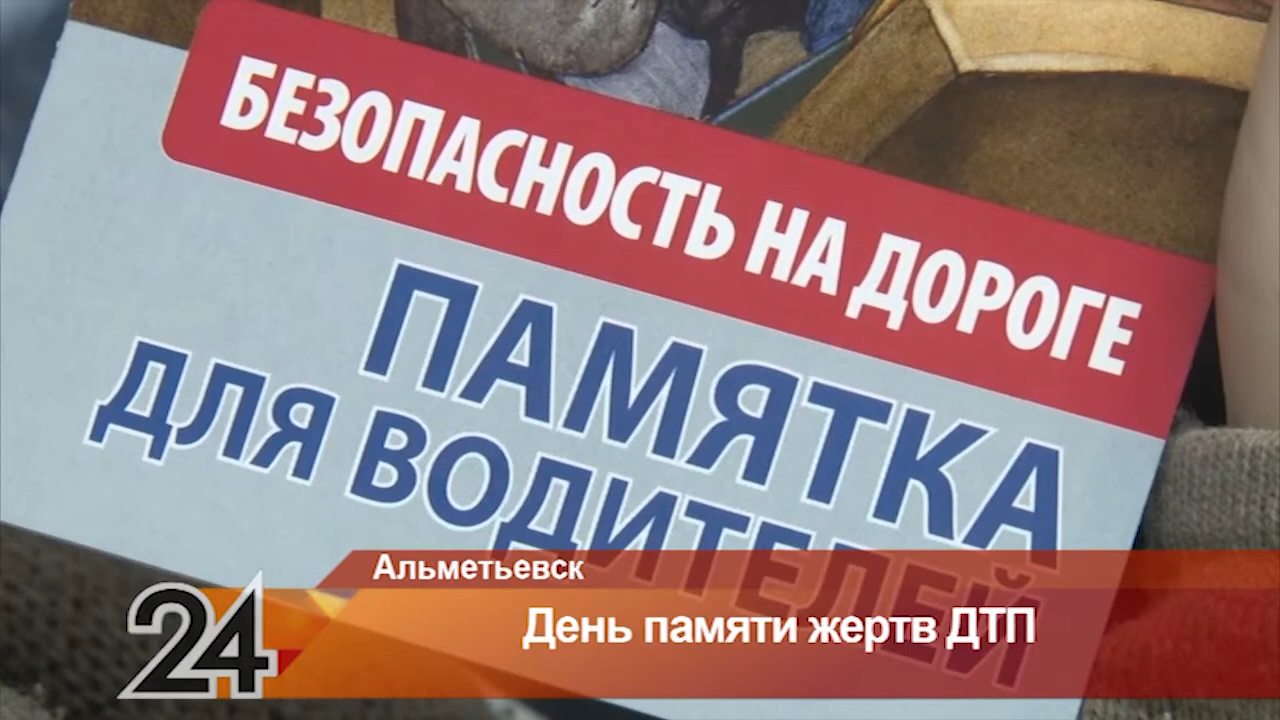 БЕЗОПАСНОСТЬ НА ДОРОГЕ
ПАМЯТКА
ДЛЯ ВОДИТЕЛЕЙ
Альметьевск
День памяти жертв ДТП
24